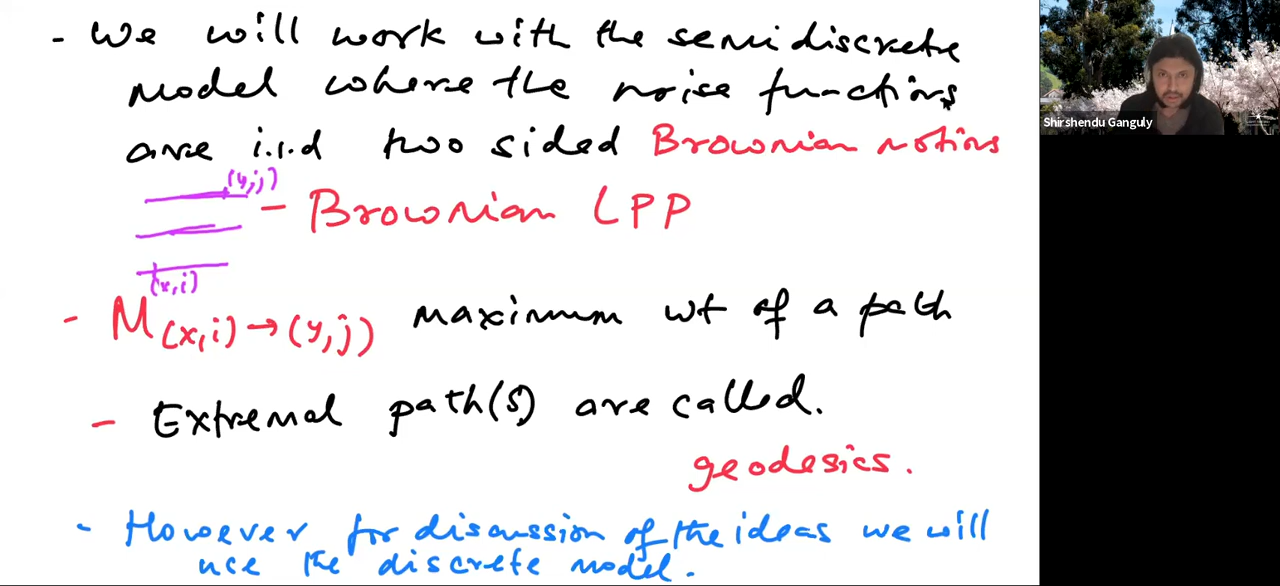 - We will work with the semidiscrete
model where the noise functions
are i.i.d two sided Brownian motions
(y,j)
- Brownian LPP
(x,i)
- M(x,i)→(y,j) maximum wt of a path
- Extremal path(s) are called.
geodesics.
- However for discussion of the ideas we will
use the discrete model.
Shirshendu Ganguly